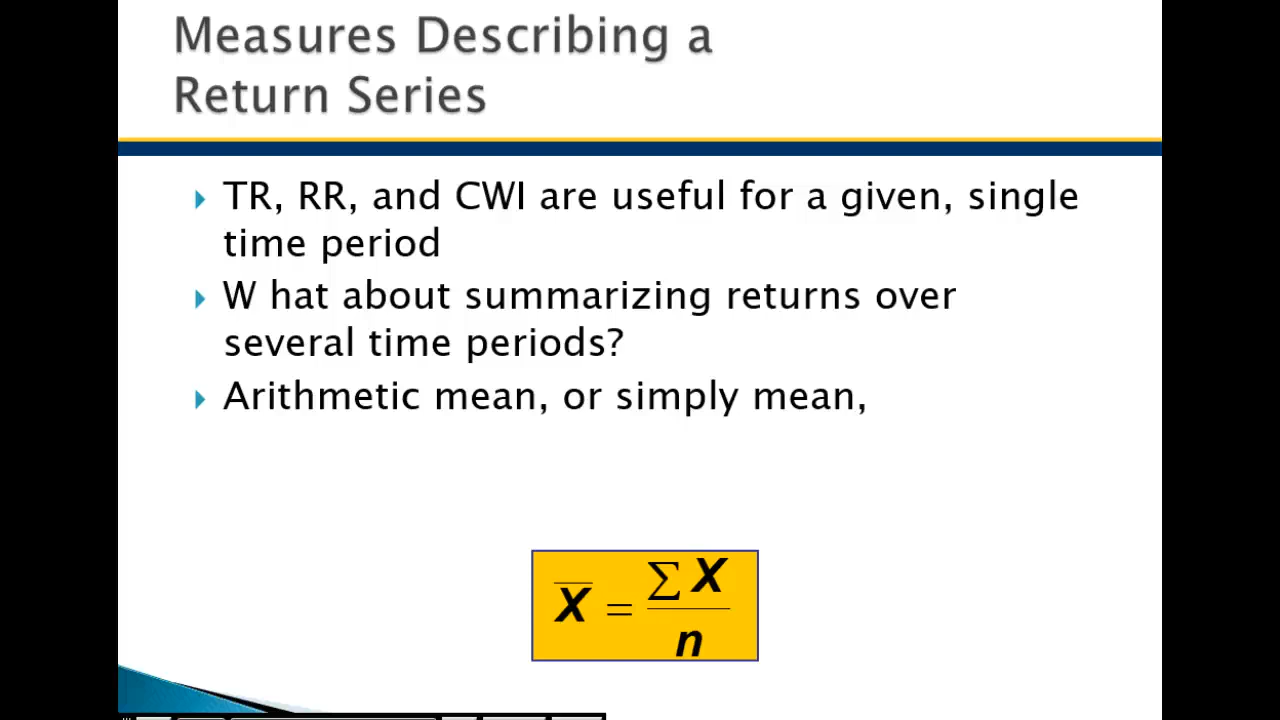 Measures Describing a
Return Series
TR, RR, and CWI are useful for a given, single
time period
W hat about summarizing returns over
several time periods?
Arithmetic mean, or simply mean,
X̅ = ∑ X / n